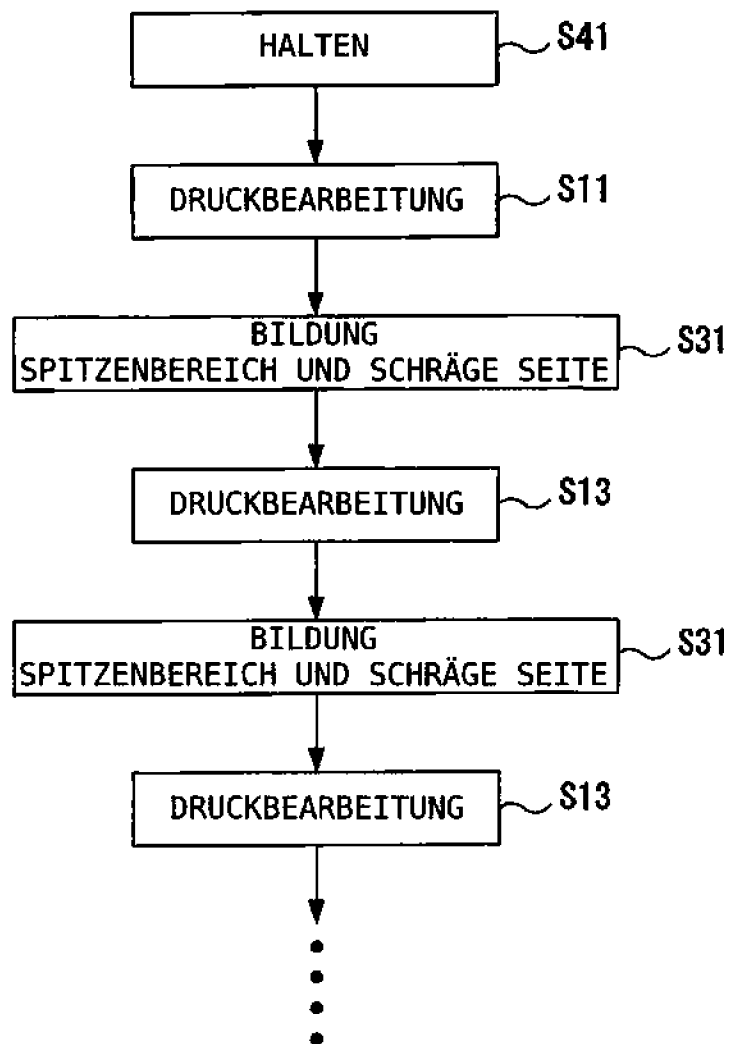 HALTEN S41
DRUCKBEARBEITUNG S11
BILDUNG
SPITZENBEREICH UND SCHRÄGE SEITE S31
DRUCKBEARBEITUNG S13
BILDUNG
SPITZENBEREICH UND SCHRÄGE SEITE S31
DRUCKBEARBEITUNG S13